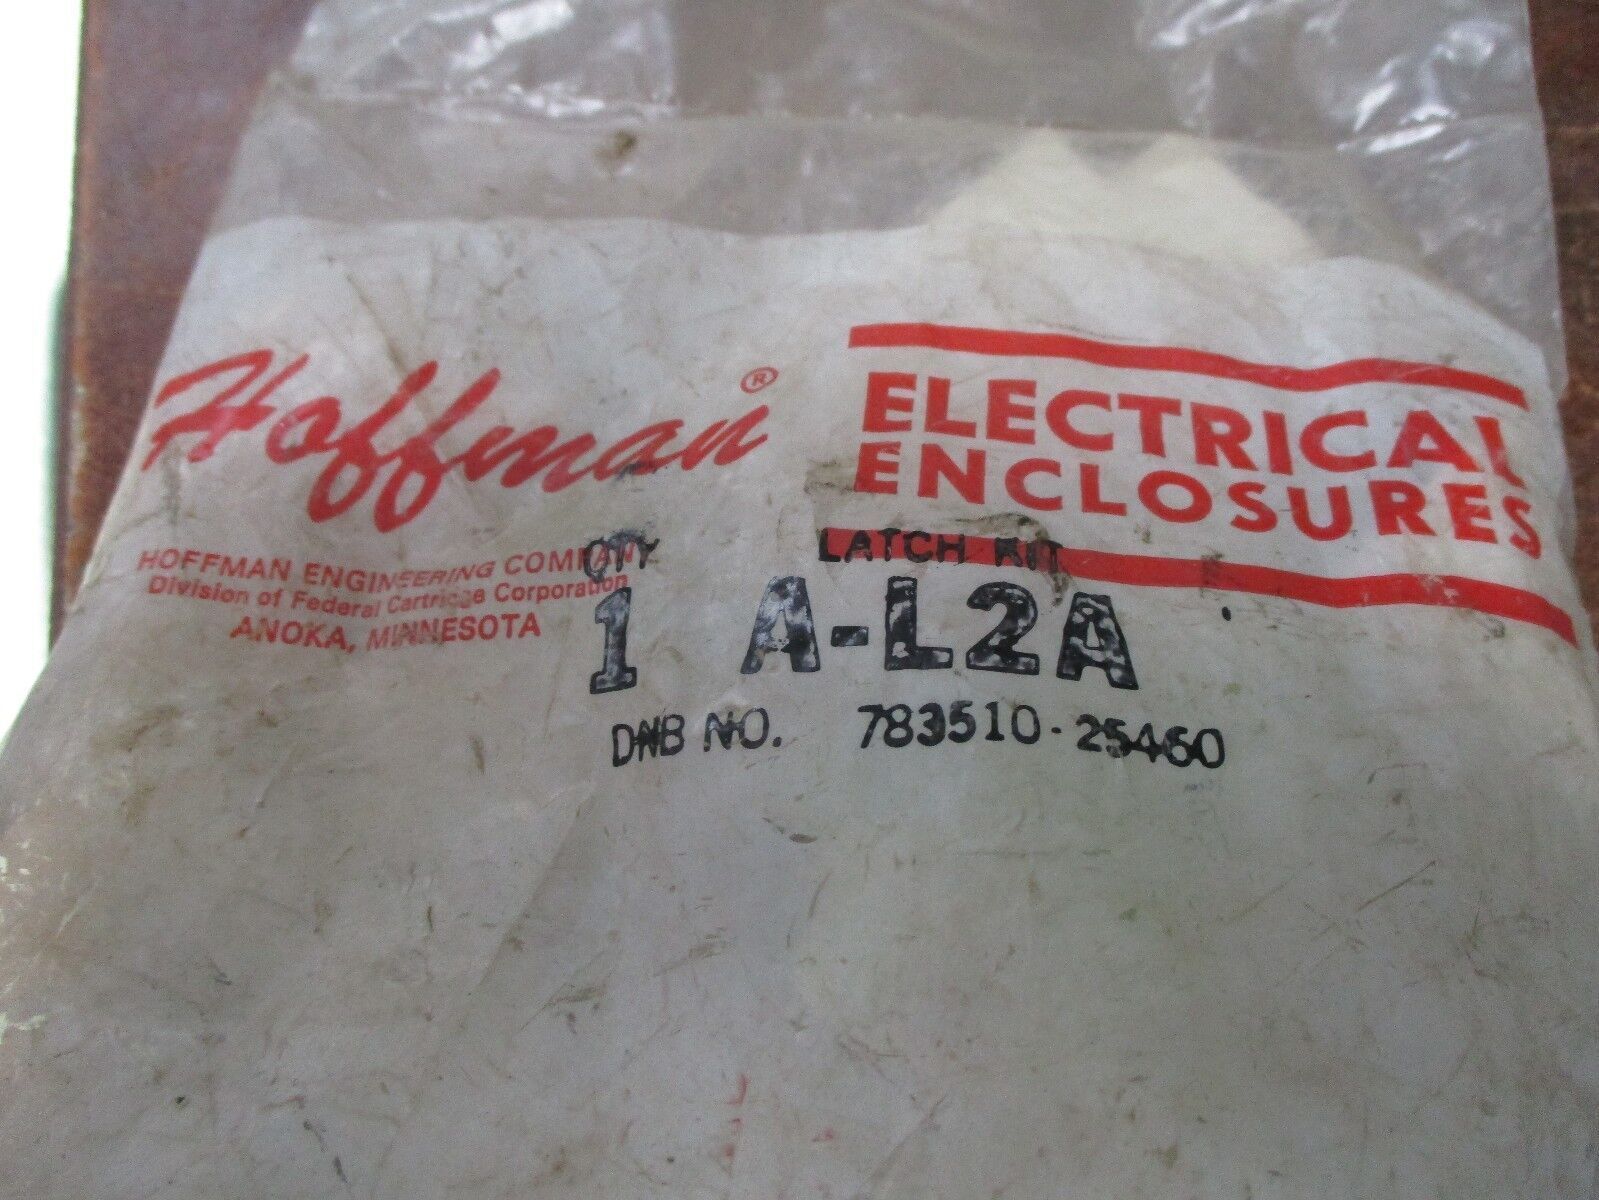 Hoffman®
ELECTRICAL
ENCLOSURES
HOFFMAN ENGINEERING COMPANY
Division of Federal Cartridge Corporation
ANOKA, MINNESOTA
QTY LATCH KIT
1 A-L2A
DNB NO. 783510-25460